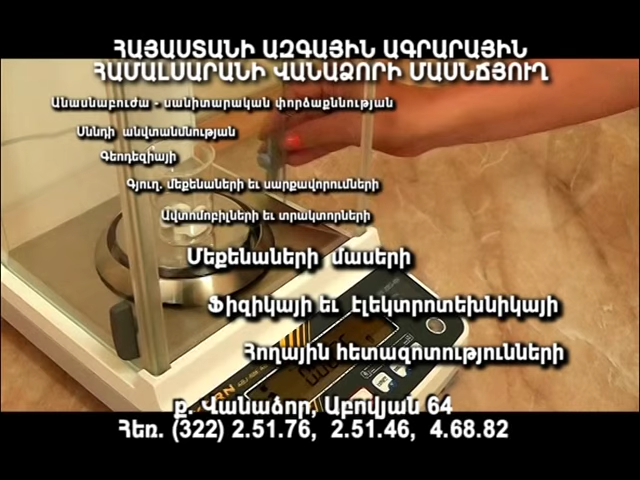 ՀԱՅԱՍՏԱՆԻ ԱԶԳԱՅԻՆ ԱԳՐԱՐԱՅԻՆ
ՀԱՄԱԼՍԱՐԱՆԻ ՎԱՆԱՁՈՐԻ ՄԱՍՆՃՅՈՒՂ
Անասնաբուժա - սանիտարական փորձաքննության
Սննդի անվտանմնության
Գեոդեզիայի
Գյուղ. մեքենաների եւ սարքավորումների
Ավտոմոբիլների եւ տրակտորների
Մեքենաների մասերի
Ֆիզիկայի եւ էլեկտրոտեխնիկայի
Հողային հետազոտությունների
ք. Վանաձոր, Աբովյան 64
Հեռ. (322) 2.51.76, 2.51.46, 4.68.82